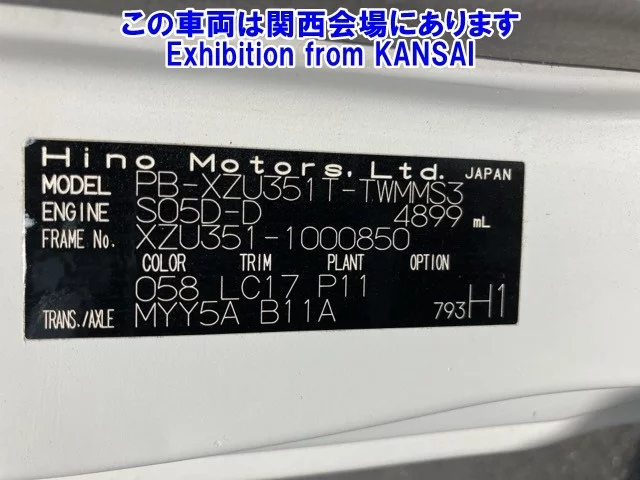 この車両は関西会場にあります
Exhibition from KANSAI
Hino Motors, Ltd. JAPAN
MODEL PB-XZU351T-TWMMS3
ENGINE S05D-D 4899 mL
FRAME No. XZU351-1000850
COLOR TRIM PLANT OPTION
058 LC17 P11
TRANS./AXLE MYY5A B11A 793H1